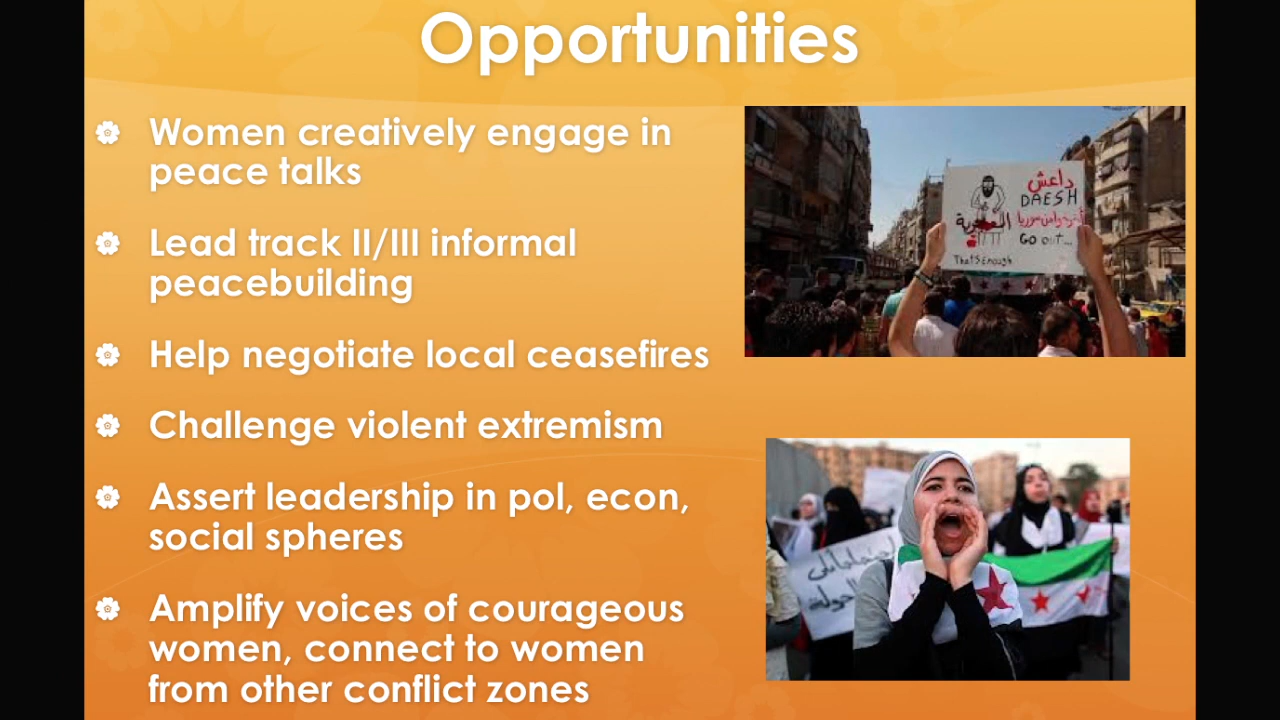 Opportunities
Women creatively engage in
peace talks
Lead track II/III informal
peacebuilding
Help negotiate local ceasefires
Challenge violent extremism
Assert leadership in pol, econ,
social spheres
Amplify voices of courageous
women, connect to women
from other conflict zones
داعش
DAESH
Go out...
That's Enough